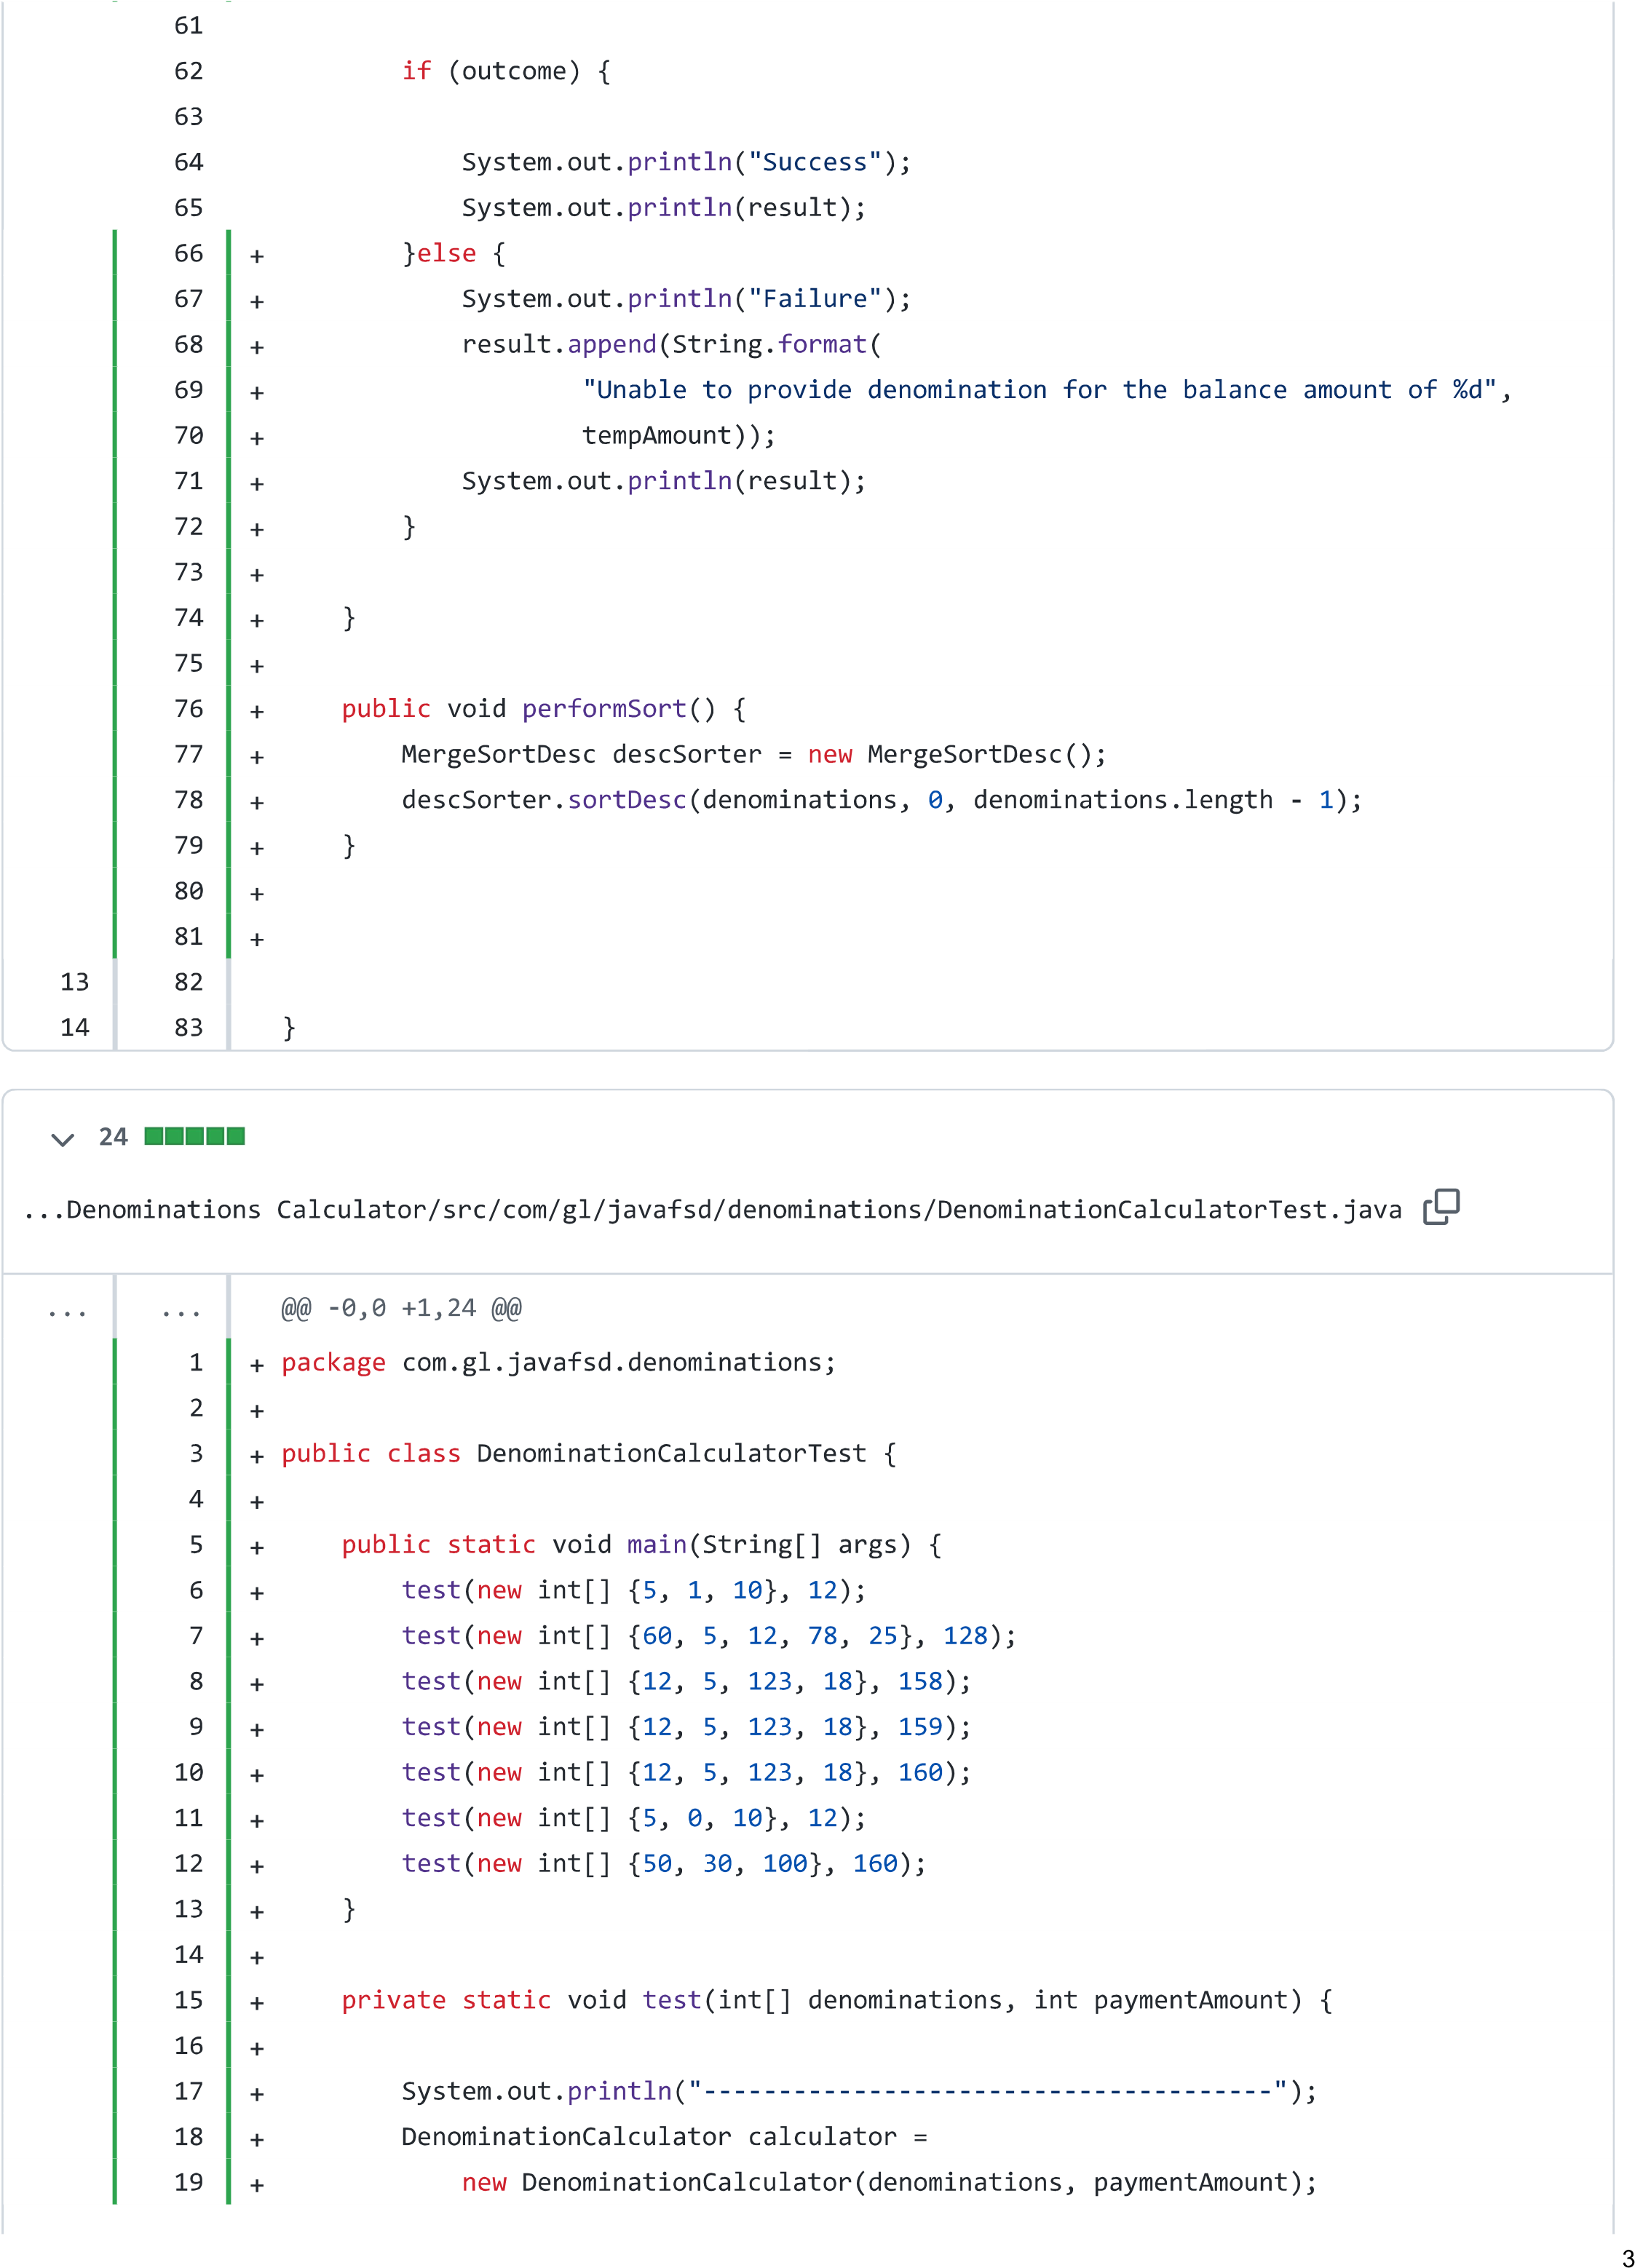 61
62 if (outcome) {
63
64 System.out.println("Success");
65 System.out.println(result);
66 + }else {
67 + System.out.println("Failure");
68 + result.append(String.format(
69 + "Unable to provide denomination for the balance amount of %d",
70 + tempAmount));
71 + System.out.println(result);
72 + }
73 +
74 + }
75 +
76 + public void performSort() {
77 + MergeSortDesc descSorter = new MergeSortDesc();
78 + descSorter.sortDesc(denominations, 0, denominations.length - 1);
79 + }
80 +
81 +
13 82
14 83 }
24
...Denominations Calculator/src/com/gl/javafsd/denominations/DenominationCalculatorTest.java
... ... @@ -0,0 +1,24 @@
1 + package com.gl.javafsd.denominations;
2 +
3 + public class DenominationCalculatorTest {
4 +
5 + public static void main(String[] args) {
6 + test(new int[] {5, 1, 10}, 12);
7 + test(new int[] {60, 5, 12, 78, 25}, 128);
8 + test(new int[] {12, 5, 123, 18}, 158);
9 + test(new int[] {12, 5, 123, 18}, 159);
10 + test(new int[] {12, 5, 123, 18}, 160);
11 + test(new int[] {5, 0, 10}, 12);
12 + test(new int[] {50, 30, 100}, 160);
13 + }
14 +
15 + private static void test(int[] denominations, int paymentAmount) {
16 +
17 + System.out.println("--------------------------------------");
18 + DenominationCalculator calculator =
19 + new DenominationCalculator(denominations, paymentAmount);
3